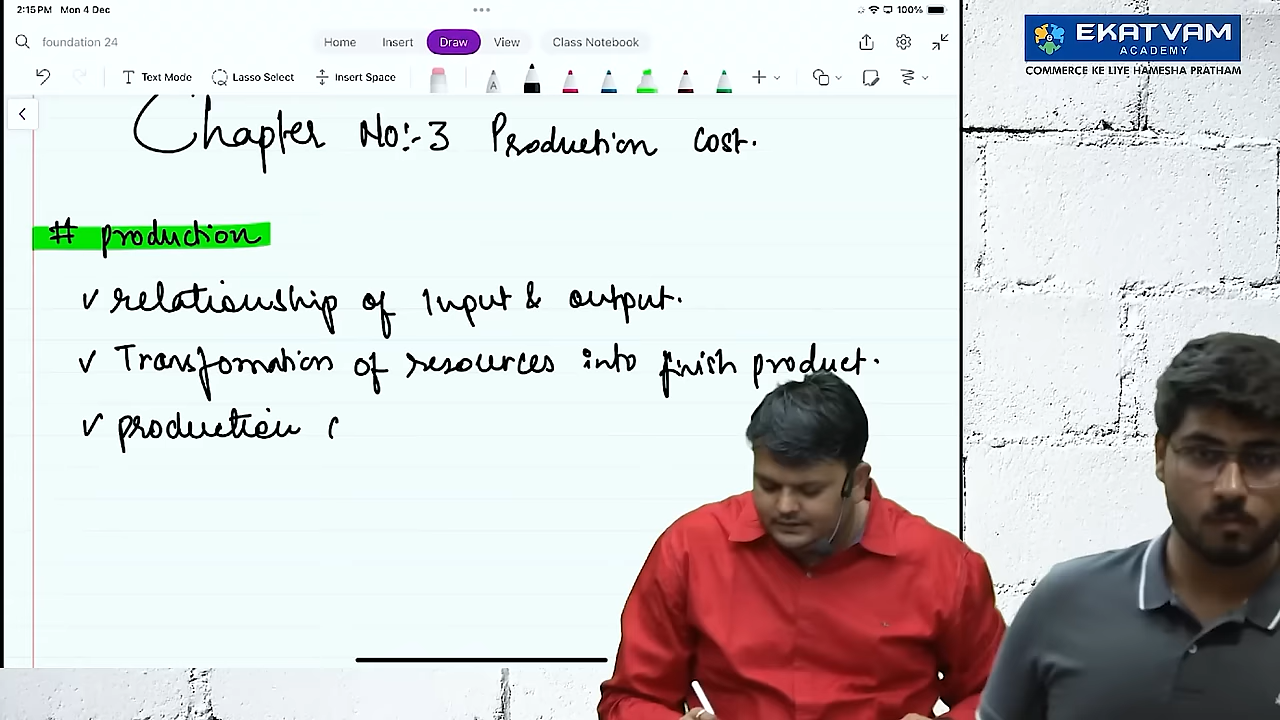 2:15 PM Mon 4 Dec
100%
foundation 24
Home Insert Draw View Class Notebook
Text Mode Lasso Select Insert Space
EKATVAM
ACADEMY
COMMERCE KE LIYE HAMESHA PRATHAM
Chapter No:- 3 Production cost.
# production
✓ relationship of Input & output.
✓ Transfomation of resources into finish product.
✓ production (